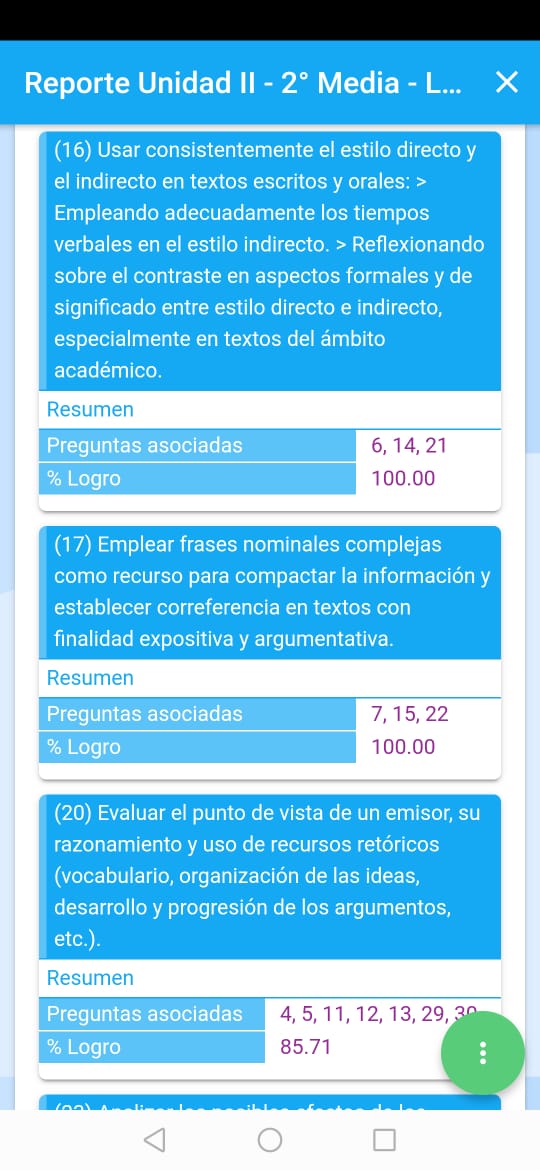 Reporte Unidad II - 2° Media - L...
(16) Usar consistentemente el estilo directo y
el indirecto en textos escritos y orales: >
Empleando adecuadamente los tiempos
verbales en el estilo indirecto. > Reflexionando
sobre el contraste en aspectos formales y de
significado entre estilo directo e indirecto,
especialmente en textos del ámbito
académico.
Resumen
Preguntas asociadas 6, 14, 21
% Logro 100.00
(17) Emplear frases nominales complejas
como recurso para compactar la información y
establecer correferencia en textos con
finalidad expositiva y argumentativa.
Resumen
Preguntas asociadas 7, 15, 22
% Logro 100.00
(20) Evaluar el punto de vista de un emisor, su
razonamiento y uso de recursos retóricos
(vocabulario, organización de las ideas,
desarrollo y progresión de los argumentos,
etc.).
Resumen
Preguntas asociadas 4, 5, 11, 12, 13, 29,
% Logro 85.71
Analizar los posibles efectos de las